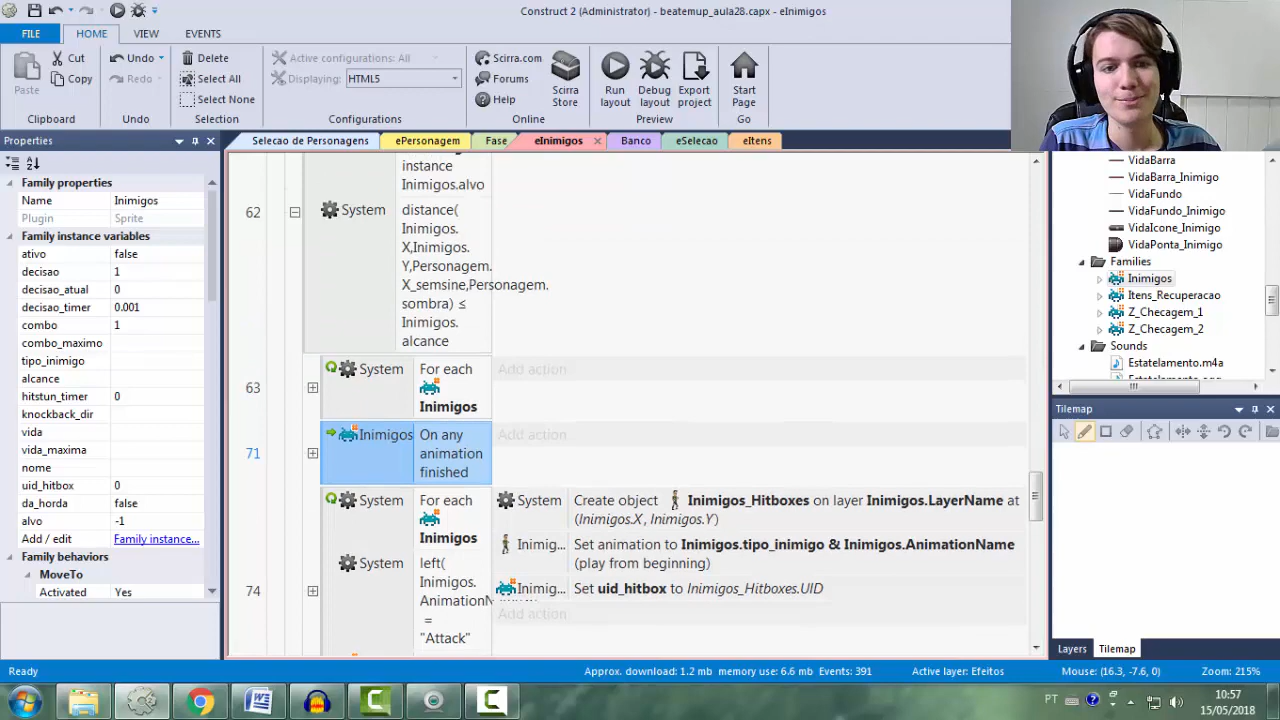 Construct 2 (Administrator) - beatemup_aula28.capx - eInimigos
FILE
HOME
VIEW
EVENTS
Paste
Cut
Copy
Clipboard
Undo
Redo
Undo
Delete
Select All
Select None
Selection
Active configurations: All
Displaying:
HTML5
Configurations
Scirra.com
Forums
Help
Scirra Store
Online
Run layout
Debug layout
Export project
Preview
Start Page
Go
Properties
Selecao de Personagens
ePersonagem
Fase
eInimigos
Banco
eSelecao
eItens
Family properties
Name Inimigos
Plugin Sprite
Family instance variables
ativo false
decisao 1
decisao_atual 0
decisao_timer 0.001
combo 1
combo_maximo
tipo_inimigo
alcance
hitstun_timer 0
knockback_dir
vida
vida_maxima
nome
uid_hitbox 0
da_horda false
alvo -1
Add / edit Family instance...
Family behaviors
MoveTo
Activated Yes
instance
Inimigos.alvo
62
System
distance(
Inimigos.
X,Inimigos.
Y,Personagem.
X_semsine,Personagem.
sombra) ≤
Inimigos.
alcance
63
System
For each
Inimigos
Add action
71
Inimigos
On any
animation
finished
Add action
74
System
For each
Inimigos
System
left(
Inimigos.
= 
"Attack"
System
Create object Inimigos_Hitboxes on layer Inimigos.LayerName at
(Inimigos.X, Inimigos.Y)
Inimig...
Set animation to Inimigos.tipo_inimigo & Inimigos.AnimationName
(play from beginning)
Inimig...
Set uid_hitbox to Inimigos_Hitboxes.UID
Add action
VidaBarra
VidaBarra_Inimigo
VidaFundo
VidaFundo_Inimigo
VidaIcone_Inimigo
VidaPonta_Inimigo
Families
Inimigos
Itens_Recuperacao
Z_Checagem_1
Z_Checagem_2
Sounds
Estatelamento.m4a
Tilemap
Layers
Tilemap
Ready
Approx. download: 1.2 mb
memory use: 6.6 mb
Events: 391
Active layer: Efeitos
Mouse: (16.3, -7.6, 0)
Zoom: 215%
PT
10:57
15/05/2018